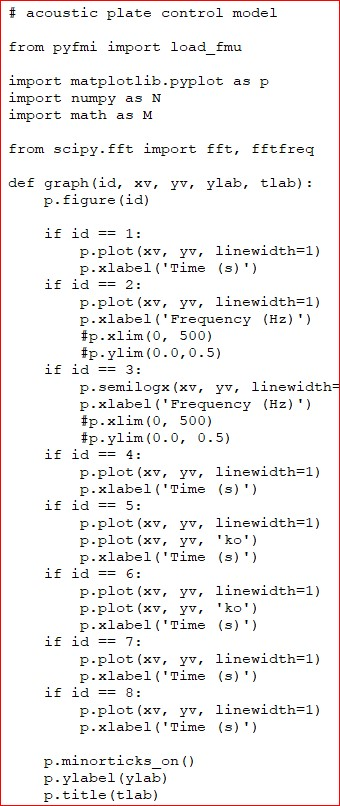 # acoustic plate control model

from pyfmi import load_fmu

import matplotlib.pyplot as p
import numpy as N
import math as M

from scipy.fft import fft, fftfreq

def graph(id, xv, yv, ylab, tlab):
    p.figure(id)

    if id == 1:
        p.plot(xv, yv, linewidth=1)
        p.xlabel('Time (s)')
    if id == 2:
        p.plot(xv, yv, linewidth=1)
        p.xlabel('Frequency (Hz)')
        #p.xlim(0, 500)
        #p.ylim(0.0,0.5)
    if id == 3:
        p.semilogx(xv, yv, linewidth=
        p.xlabel('Frequency (Hz)')
        #p.xlim(0, 500)
        #p.ylim(0.0, 0.5)
    if id == 4:
        p.plot(xv, yv, linewidth=1)
        p.xlabel('Time (s)')
    if id == 5:
        p.plot(xv, yv, linewidth=1)
        p.plot(xv, yv, 'ko')
        p.xlabel('Time (s)')
    if id == 6:
        p.plot(xv, yv, linewidth=1)
        p.plot(xv, yv, 'ko')
        p.xlabel('Time (s)')
    if id == 7:
        p.plot(xv, yv, linewidth=1)
        p.xlabel('Time (s)')
    if id == 8:
        p.plot(xv, yv, linewidth=1)
        p.xlabel('Time (s)')

    p.minorticks_on()
    p.ylabel(ylab)
    p.title(tlab)